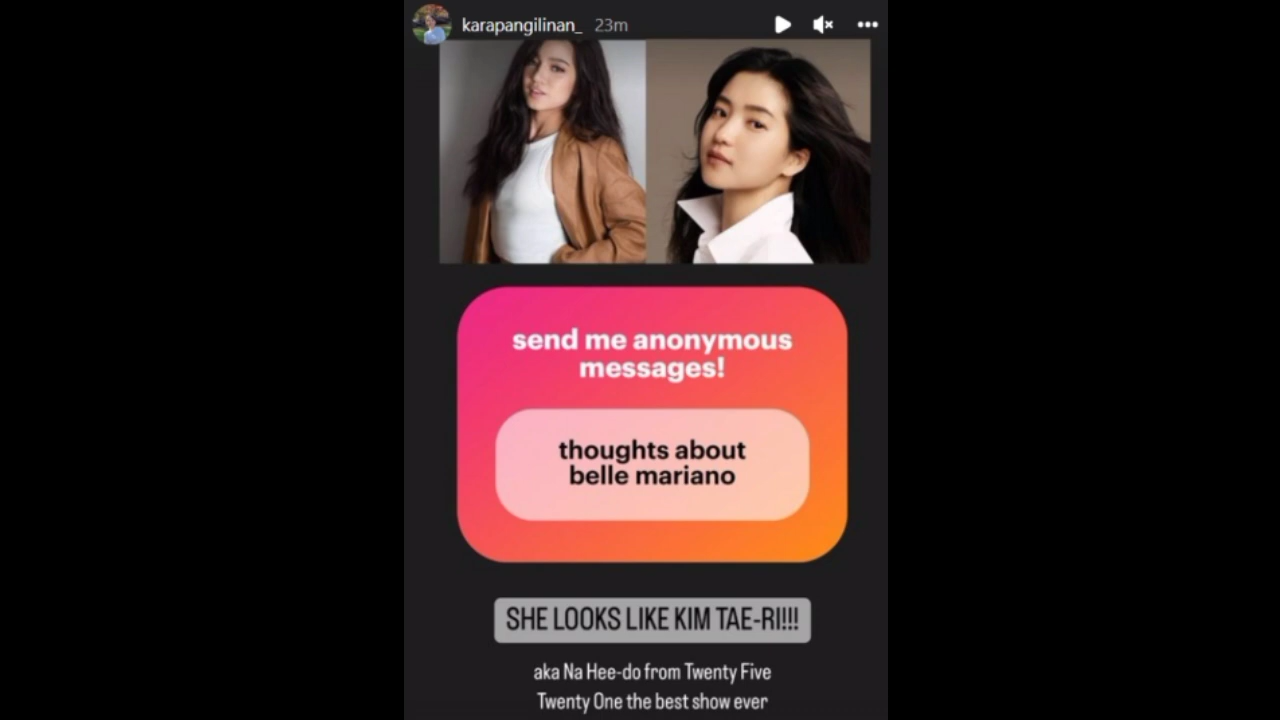 karapangilinan_ 23m
send me anonymous
messages!
thoughts about
belle mariano
SHE LOOKS LIKE KIM TAE-RI!!!
aka Na Hee-do from Twenty Five
Twenty One the best show ever